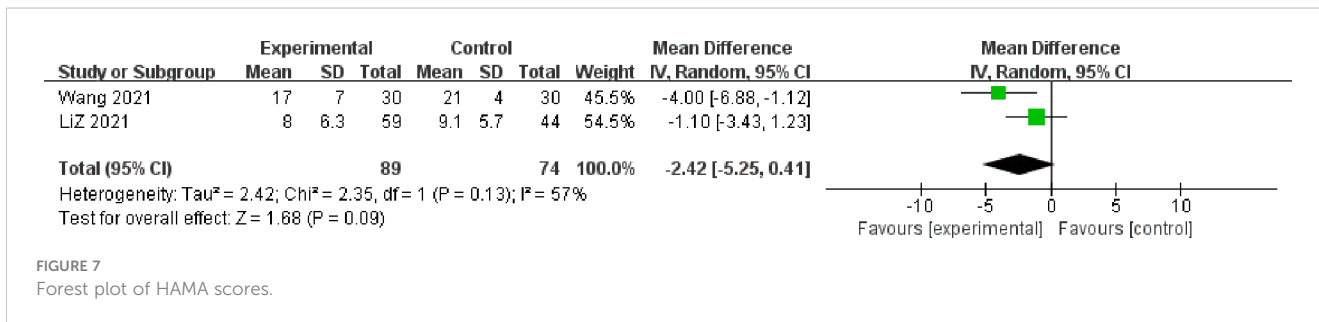 Experimental Control Mean Difference Mean Difference
Study or Subgroup Mean SD Total Mean SD Total Weight IV, Random, 95% CI IV, Random, 95% CI
Wang 2021 17 7 30 21 4 30 45.5% -4.00 [-6.88, -1.12]
LiZ 2021 8 6.3 59 9.1 5.7 44 54.5% -1.10 [-3.43, 1.23]
Total (95% CI) 89 74 100.0% -2.42 [-5.25, 0.41]
Heterogeneity: Tau² = 2.42; Chi² = 2.35, df = 1 (P = 0.13); I² = 57%
Test for overall effect: Z = 1.68 (P = 0.09)
-10 -5 0 5 10
Favours [experimental] Favours [control]
FIGURE 7
Forest plot of HAMA scores.